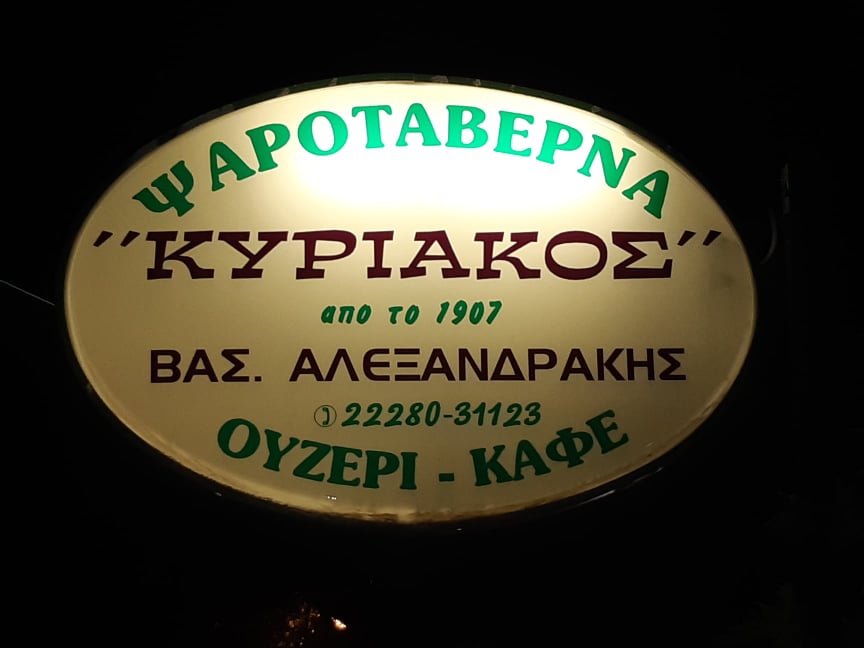 ΨΑΡΟΤΑΒΕΡΝΑ
"ΚΥΡΙΑΚΟΣ"
απο το 1907
ΒΑΣ. ΑΛΕΞΑΝΔΡΑΚΗΣ
✆ 22280-31123
ΟΥΖΕΡΙ - ΚΑΦΕ